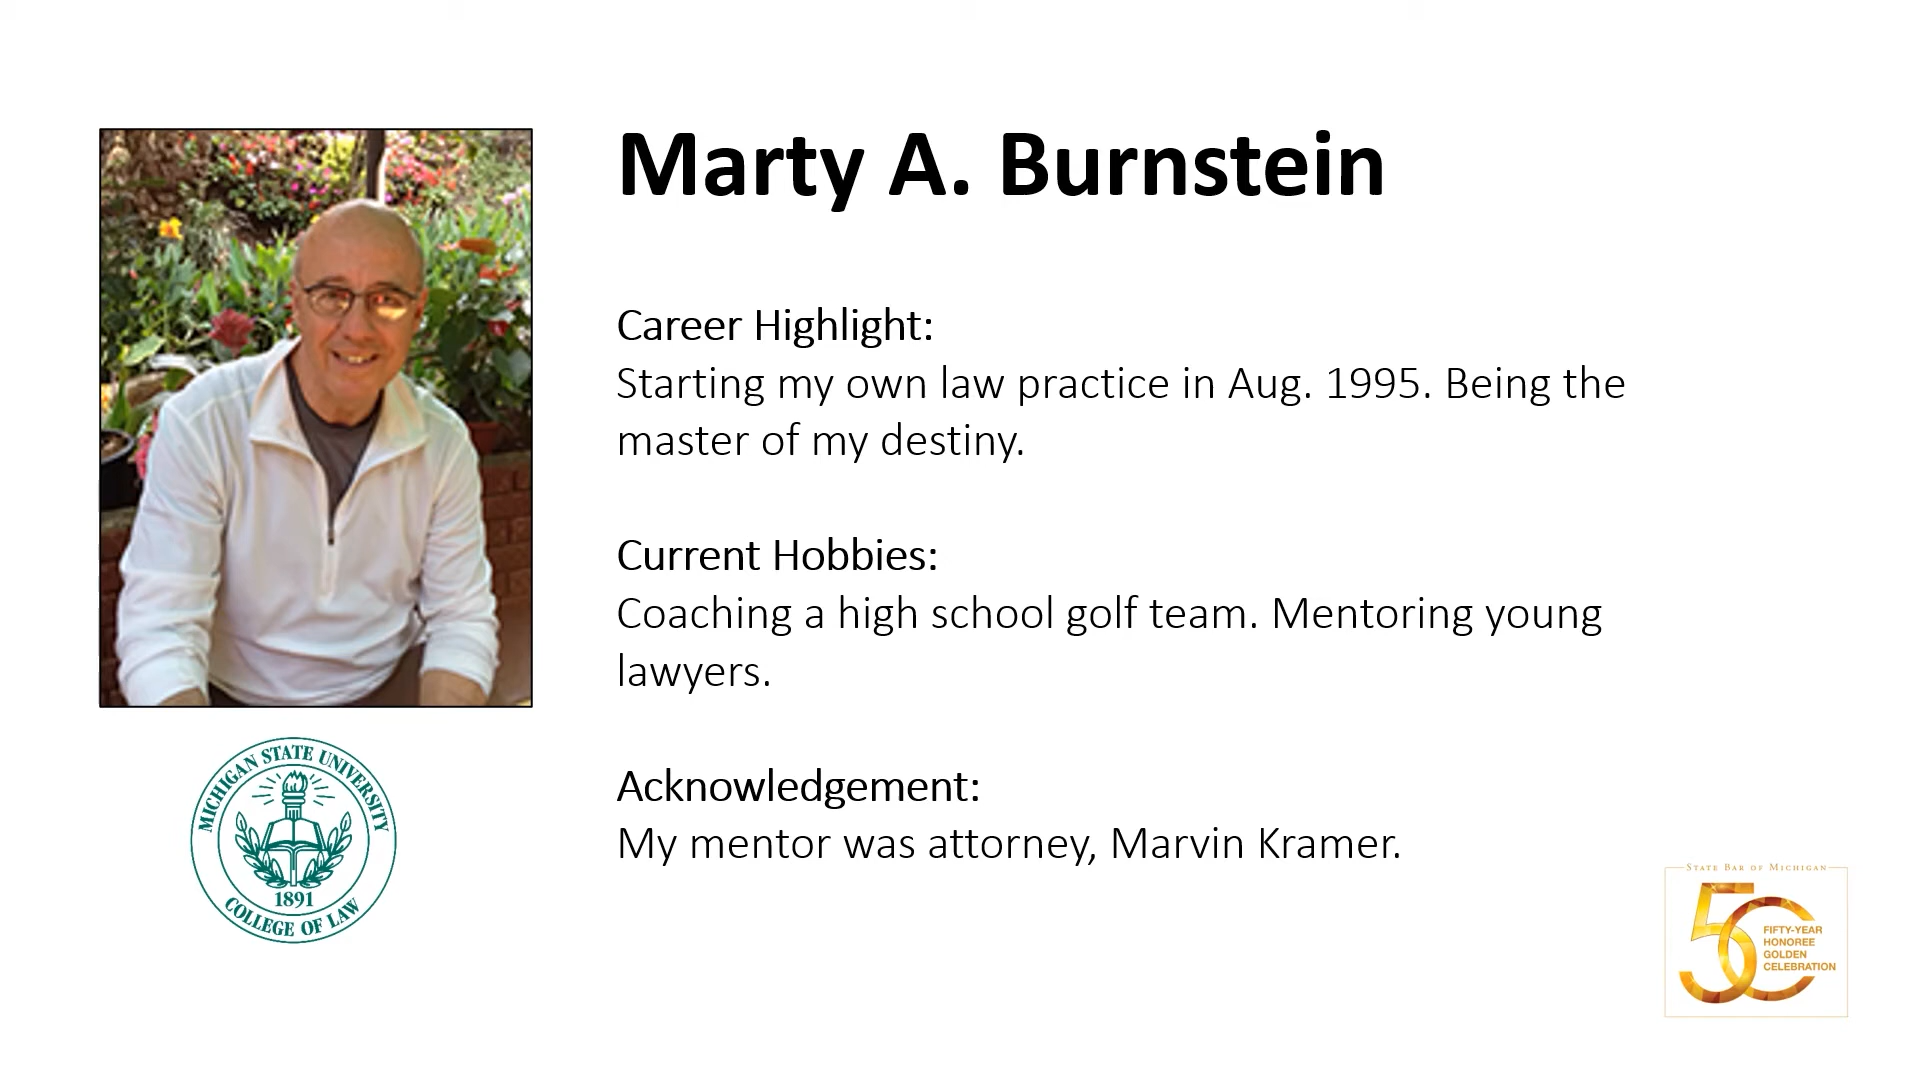 Marty A. Burnstein
Career Highlight:
Starting my own law practice in Aug. 1995. Being the
master of my destiny.
Current Hobbies:
Coaching a high school golf team. Mentoring young
lawyers.
Acknowledgement:
My mentor was attorney, Marvin Kramer.
MICHIGAN STATE UNIVERSITY
1891
COLLEGE OF LAW
STATE BAR OF MICHIGAN
50
FIFTY-YEAR
HONOREE
GOLDEN
CELEBRATION